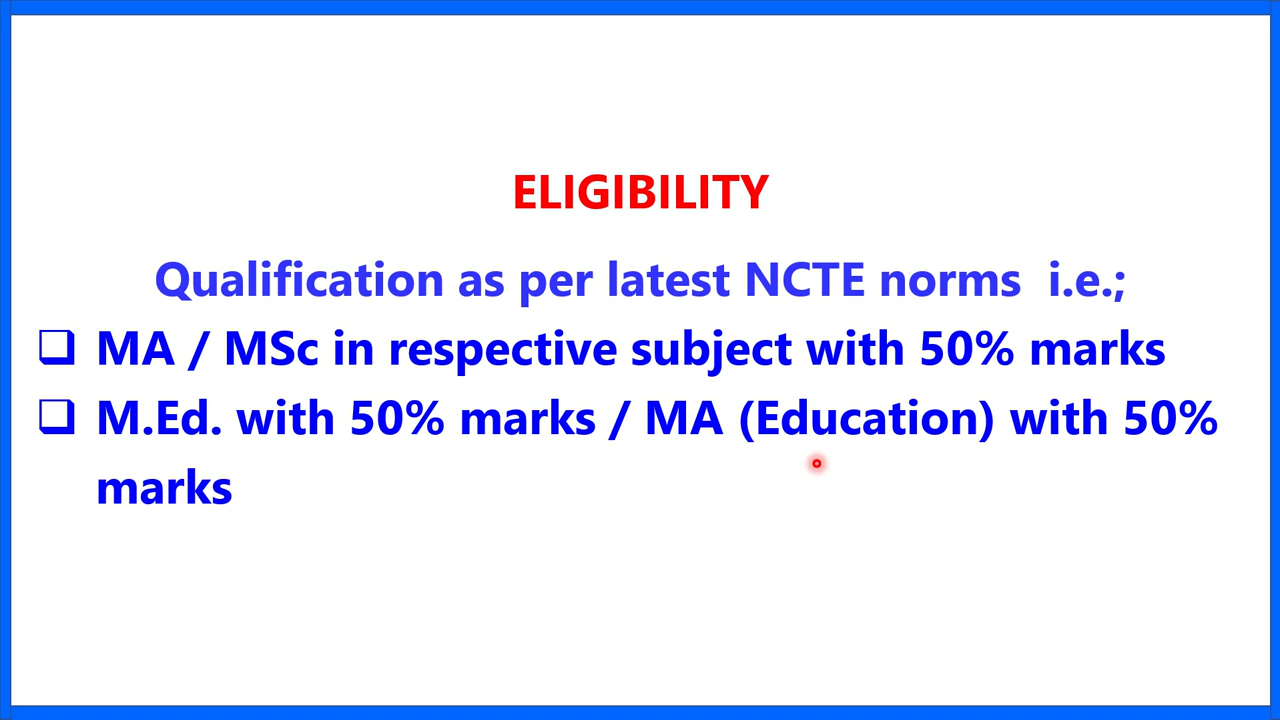 ELIGIBILITY
Qualification as per latest NCTE norms  i.e.;
❑ MA / MSc in respective subject with 50% marks
❑ M.Ed. with 50% marks / MA (Education) with 50%
marks